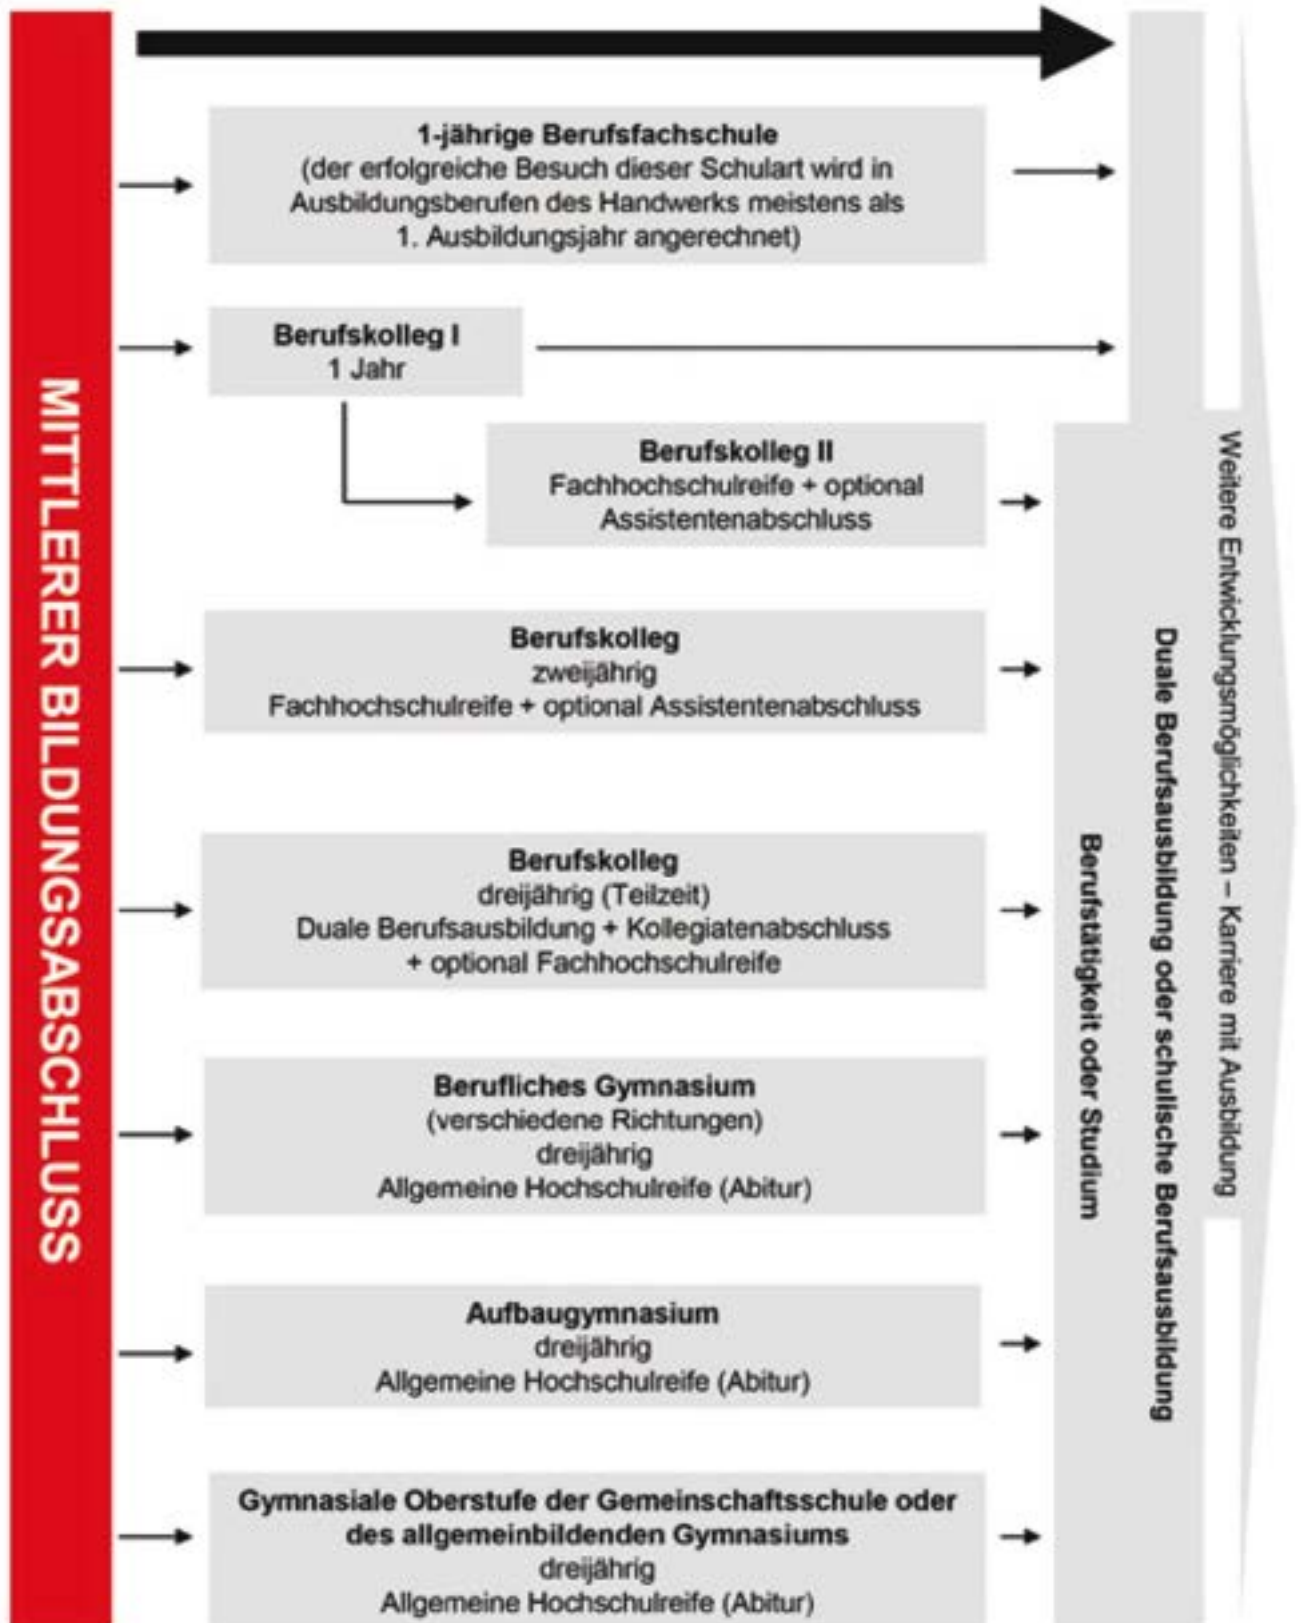 MITTLERER BILDUNGSABSCHLUSS
1-jährige Berufsfachschule
(der erfolgreiche Besuch dieser Schulart wird in
Ausbildungsberufen des Handwerks meistens als
1. Ausbildungsjahr angerechnet)
Berufskolleg I
1 Jahr
Berufskolleg II
Fachhochschulreife + optional
Assistentenabschluss
Berufskolleg
zweijährig
Fachhochschulreife + optional Assistentenabschluss
Berufskolleg
dreijährig (Teilzeit)
Duale Berufsausbildung + Kollegiatenabschluss
+ optional Fachhochschulreife
Berufliches Gymnasium
(verschiedene Richtungen)
dreijährig
Allgemeine Hochschulreife (Abitur)
Aufbaugymnasium
dreijährig
Allgemeine Hochschulreife (Abitur)
Gymnasiale Oberstufe der Gemeinschaftsschule oder
des allgemeinbildenden Gymnasiums
dreijährig
Allgemeine Hochschulreife (Abitur)
Berufstätigkeit oder Studium
Duale Berufsausbildung oder schulische Berufsausbildung
Weitere Entwicklungsmöglichkeiten – Karriere mit Ausbildung